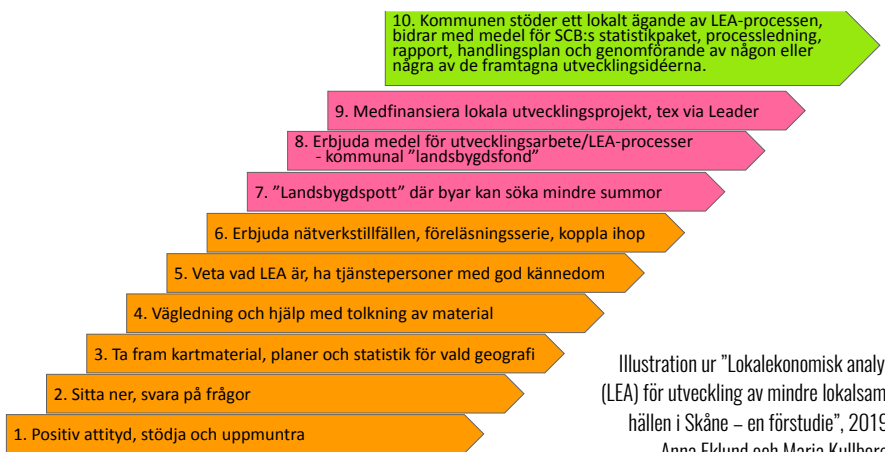 10. Kommunen stöder ett lokalt ägande av LEA-processen,
bidrar med medel för SCB:s statistikpaket, processledning,
rapport, handlingsplan och genomförande av någon eller
några av de framtagna utvecklingsidéerna.
9. Medfinansiera lokala utvecklingsprojekt, tex via Leader
8. Erbjuda medel för utvecklingsarbete/LEA-processer
- kommunal ”landsbygdsfond”
7. ”Landsbygdspott” där byar kan söka mindre summor
6. Erbjuda nätverkstillfällen, föreläsningsserie, koppla ihop
5. Veta vad LEA är, ha tjänstepersoner med god kännedom
4. Vägledning och hjälp med tolkning av material
3. Ta fram kartmaterial, planer och statistik för vald geografi
2. Sitta ner, svara på frågor
1. Positiv attityd, stödja och uppmuntra
Illustration ur ”Lokalekonomisk analy
(LEA) för utveckling av mindre lokalsam
hällen i Skåne – en förstudie”, 2019
Anna Eklund och Maria Kullberg